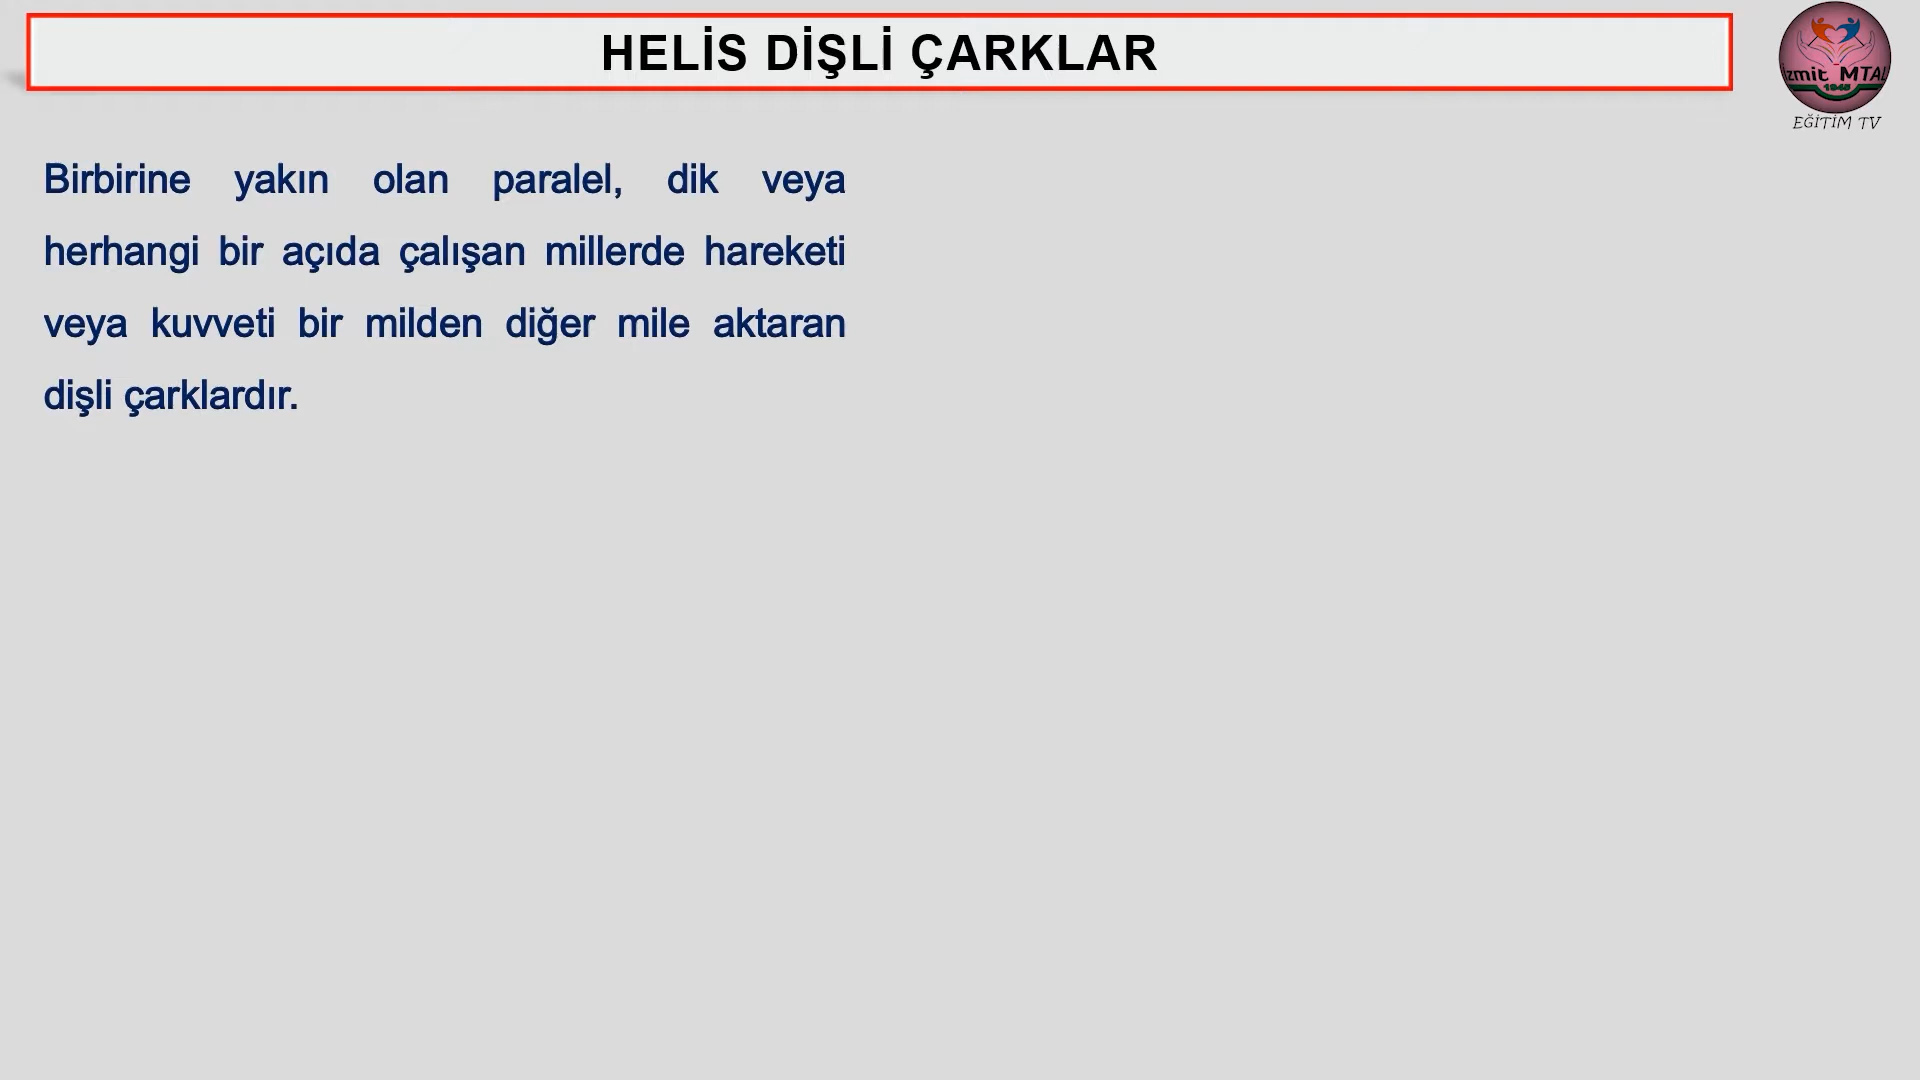 HELİS DİŞLİ ÇARKLAR
İzmit MTAL
1945
EĞİTİM TV
Birbirine yakın olan paralel, dik veya
herhangi bir açıda çalışan millerde hareketi
veya kuvveti bir milden diğer mile aktaran
dişli çarklardır.